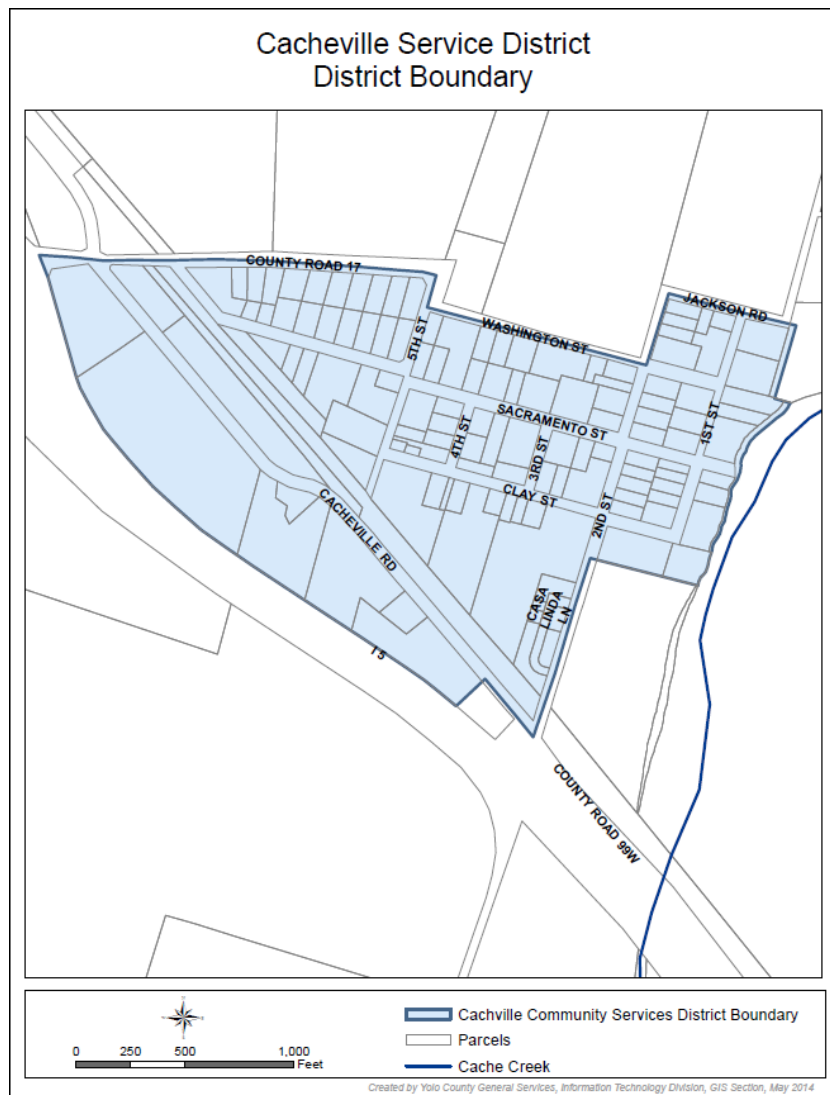 Cacheville Service District
District Boundary
COUNTY ROAD 17
JACKSON RD
WASHINGTON ST
5TH ST
SACRAMENTO ST
1ST ST
4TH ST
3RD ST
CLAY ST
2ND ST
CACHEVILLE RD
CASA
LINDA
LN
I 5
COUNTY ROAD 99W
0 250 500 1,000
Feet
Cachville Community Services District Boundary
Parcels
Cache Creek
Created by Yolo County General Services, Information Technology Division, GIS Section, May 2014